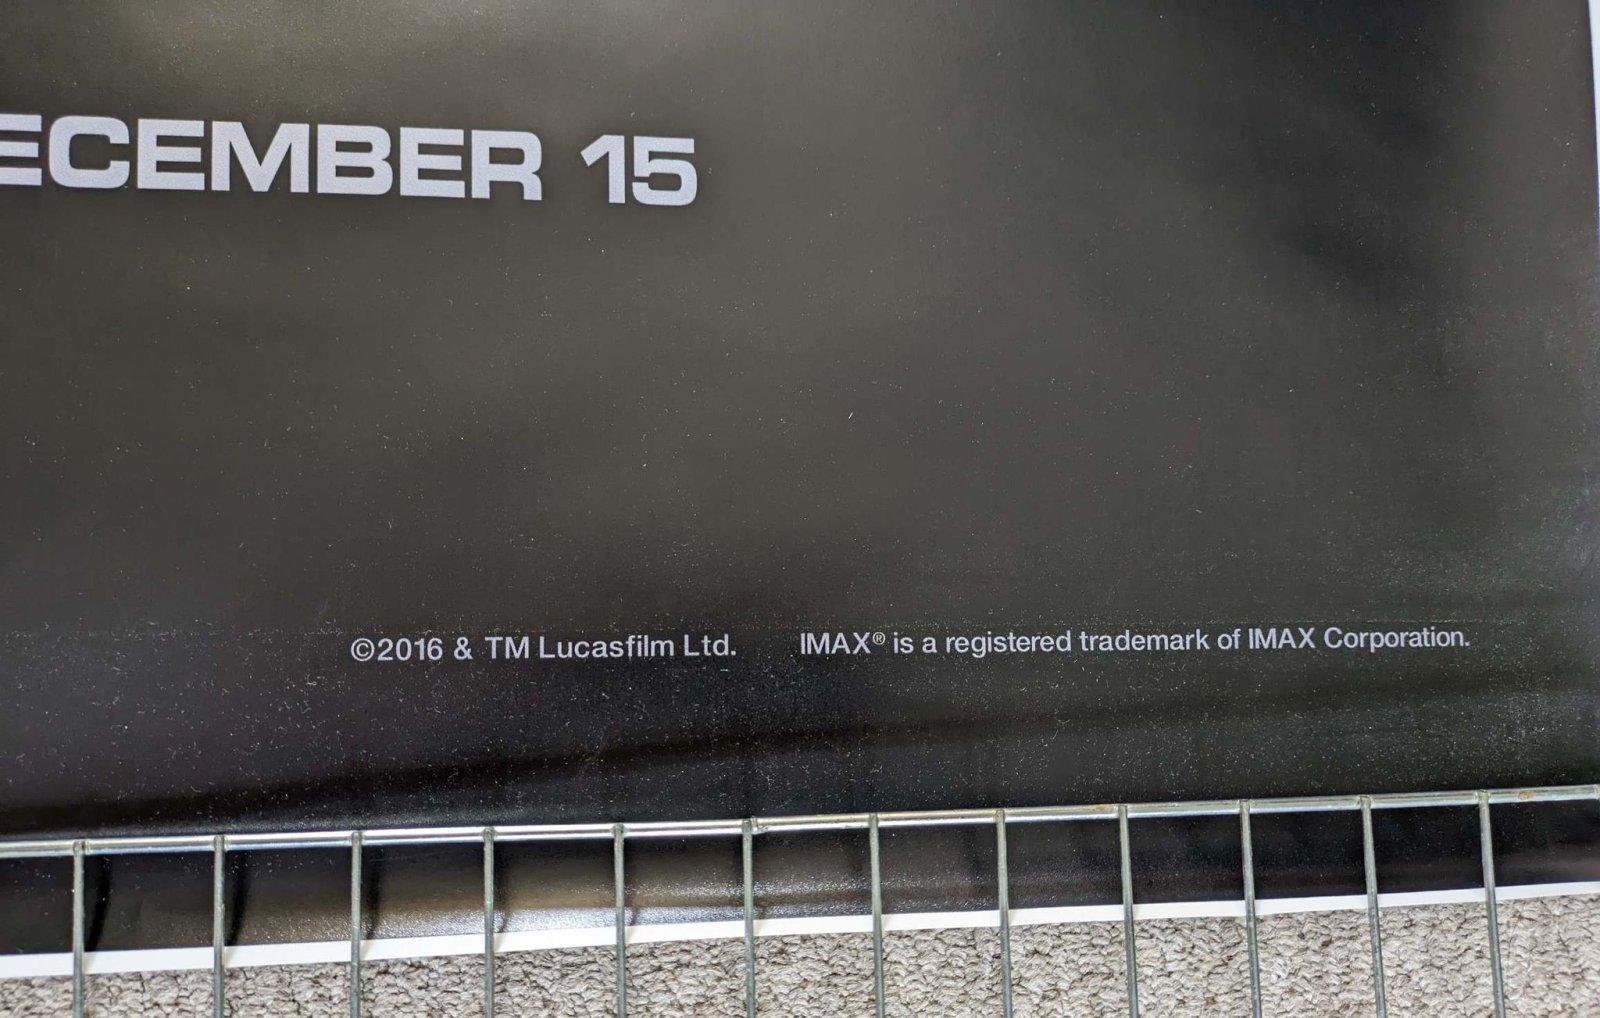 ECEMBER 15
©2016 & TM Lucasfilm Ltd. IMAX® is a registered trademark of IMAX Corporation.